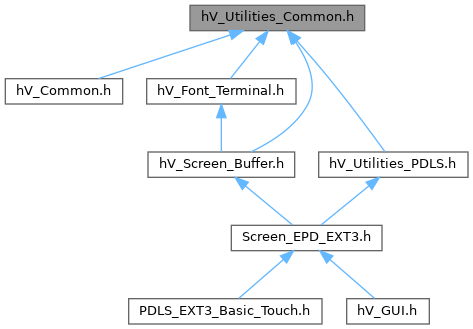 hV_Utilities_Common.h
hV_Common.h
hV_Font_Terminal.h
hV_Screen_Buffer.h
hV_Utilities_PDLS.h
Screen_EPD_EXT3.h
PDLS_EXT3_Basic_Touch.h
hV_GUI.h